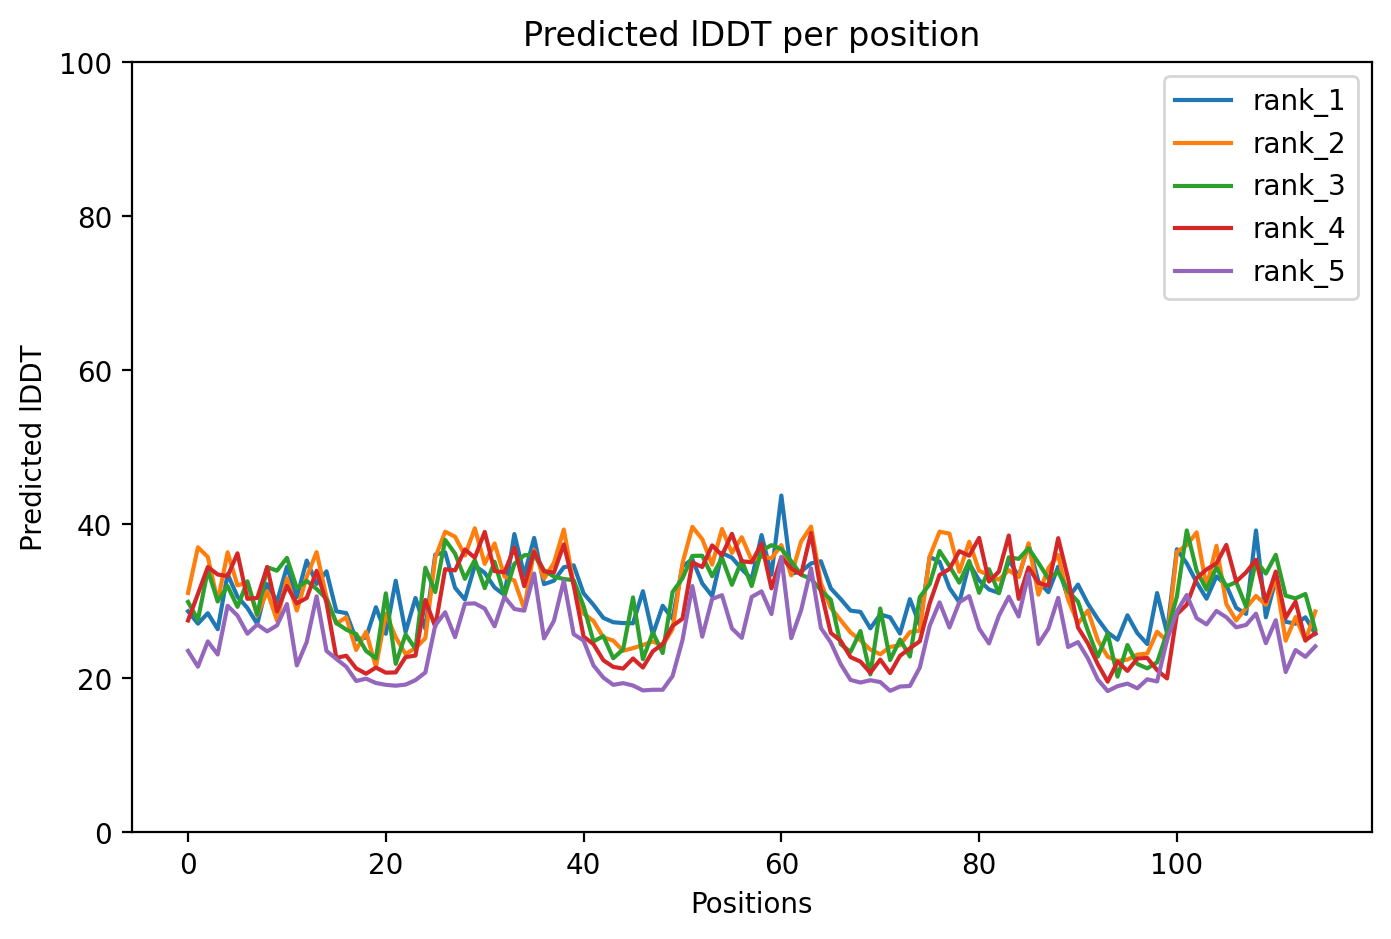 Predicted lDDT per position
100
80
60
40
20
0
Predicted lDDT
rank_1
rank_2
rank_3
rank_4
rank_5
0 20 40 60 80 100
Positions